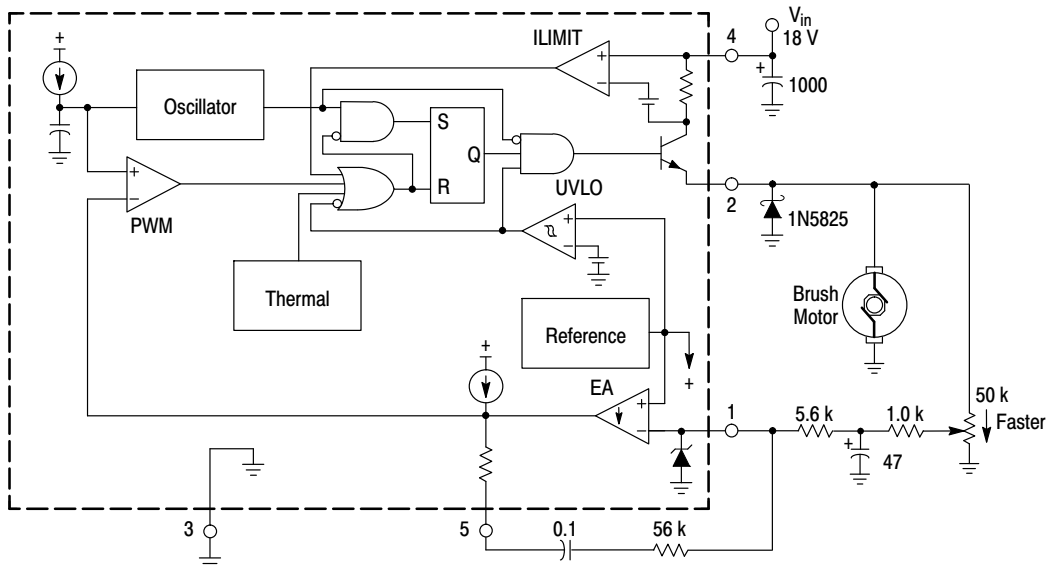 ILIMIT
4
V_in
18 V
+
+
+
−
1000
Oscillator
S
Q
R
+
−
PWM
UVLO
+
−
2
1N5825
Thermal
Brush
Motor
Reference
+
+
EA
+
−
1
5.6 k
1.0 k
50 k
Faster
+
47
3
5
0.1
56 k